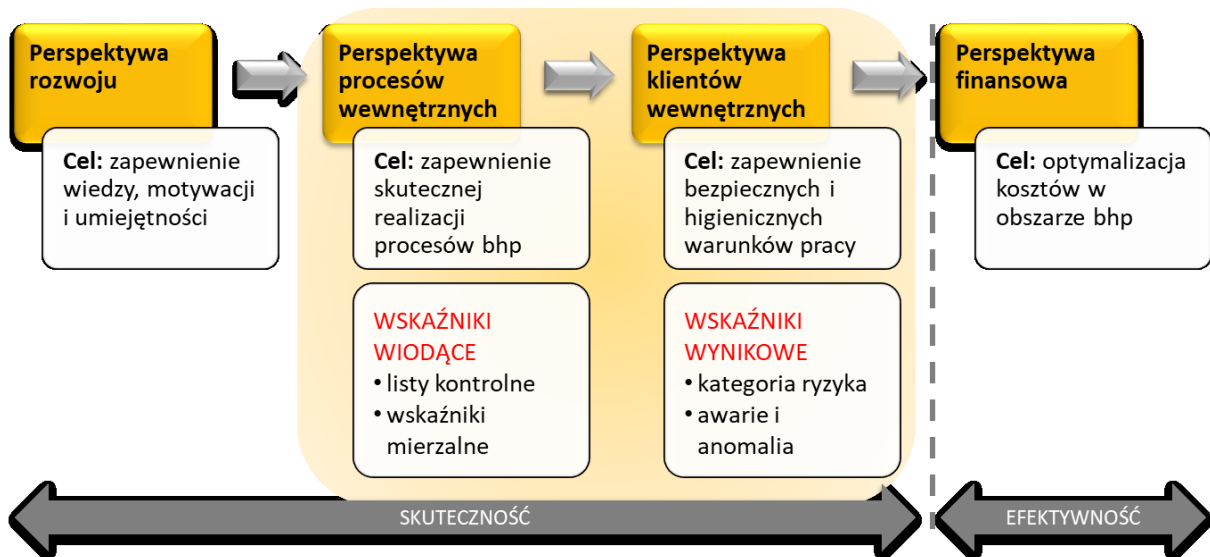 Perspektywa
rozwoju
Cel: zapewnienie
wiedzy, motywacji
i umiejętności
Perspektywa
procesów
wewnętrznych
Cel: zapewnienie
skutecznej
realizacji
procesów bhp
WSKAŹNIKI
WIODĄCE
• listy kontrolne
• wskaźniki
mierzalne
Perspektywa
klientów
wewnętrznych
Cel: zapewnienie
bezpiecznych i
higienicznych
warunków pracy
WSKAŹNIKI
WYNIKOWE
• kategoria ryzyka
• awarie i
anomalia
Perspektywa
finansowa
Cel: optymalizacja
kosztów w
obszarze bhp
SKUTECZNOŚĆ
EFEKTYWNOŚĆ